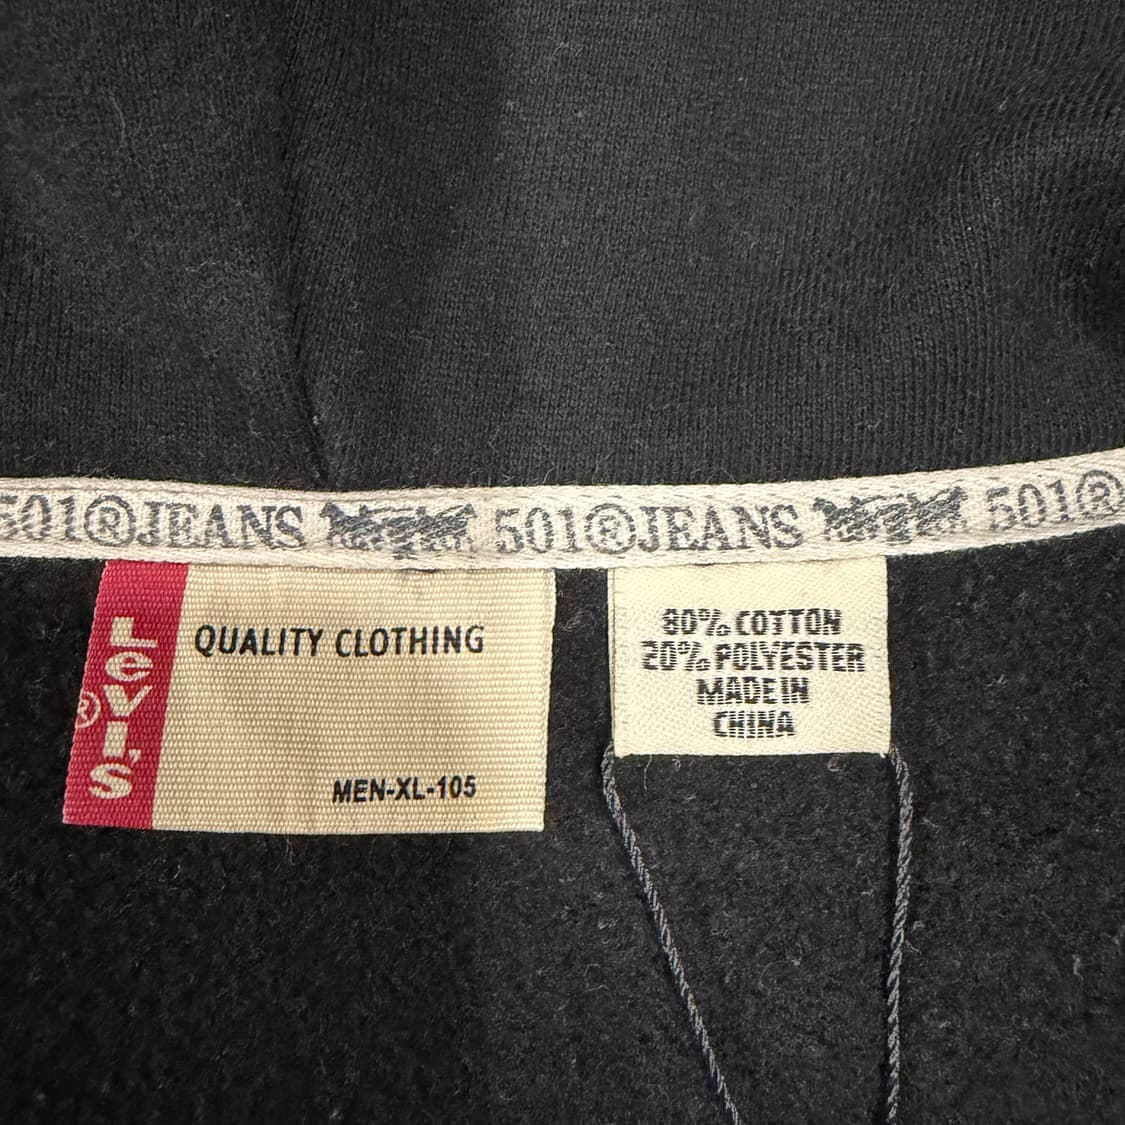 501®JEANS 501®JEANS 501®
LEVI'S ®
QUALITY CLOTHING
MEN-XL-105
80% COTTON
20% POLYESTER
MADE IN
CHINA